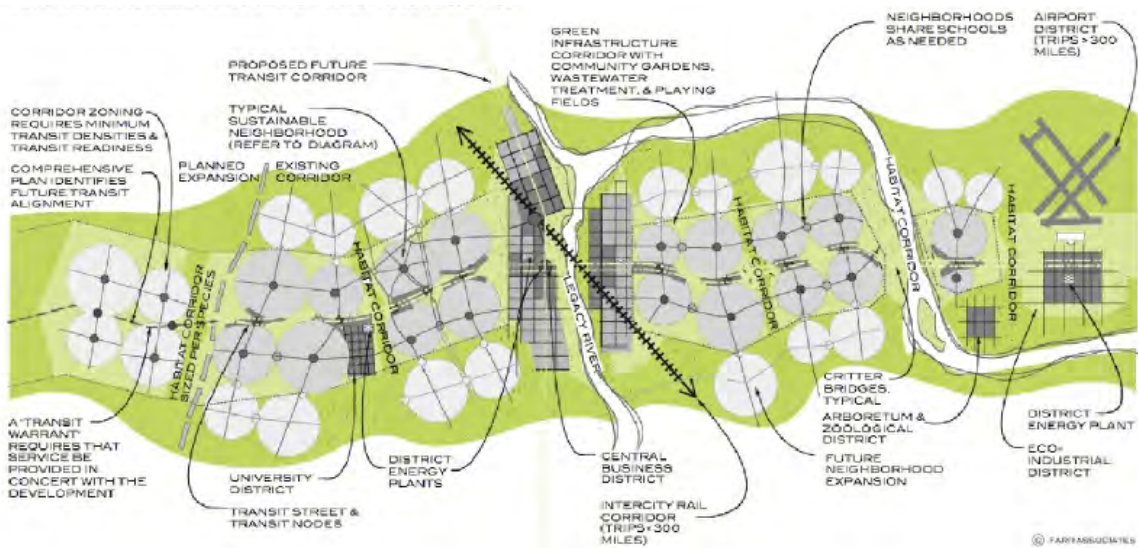 PROPOSED FUTURE
TRANSIT CORRIDOR
GREEN
INFRASTRUCTURE
CORRIDOR WITH
COMMUNITY GARDENS,
WASTEWATER
TREATMENT, & PLAYING
FIELDS
NEIGHBORHOODS
SHARE SCHOOLS
AS NEEDED
AIRPORT
DISTRICT
(TRIPS > 300
MILES)
CORRIDOR ZONING
REQUIRES MINIMUM
TRANSIT DENSITIES &
TRANSIT READINESS
TYPICAL
SUSTAINABLE
NEIGHBORHOOD
(REFER TO DIAGRAM)
COMPREHENSIVE
PLAN IDENTIFIES
FUTURE TRANSIT
ALIGNMENT
PLANNED
EXPANSION
EXISTING
CORRIDOR
HABITAT CORRIDOR
SIZED PER SPECIES
HABITAT CORRIDOR
LEGACY RIVER
HABITAT CORRIDOR
HABITAT CORRIDOR
HABITAT CORRIDOR
A "TRANSIT
WARRANT"
REQUIRES THAT
SERVICE BE
PROVIDED IN
CONCERT WITH THE
DEVELOPMENT
UNIVERSITY
DISTRICT
TRANSIT STREET &
TRANSIT NODES
DISTRICT
ENERGY
PLANTS
CENTRAL
BUSINESS
DISTRICT
INTERCITY RAIL
CORRIDOR
(TRIPS < 300
MILES)
CRITTER
BRIDGES,
TYPICAL
ARBORETUM &
ZOOLOGICAL
DISTRICT
FUTURE
NEIGHBORHOOD
EXPANSION
DISTRICT
ENERGY PLANT
ECO-
INDUSTRIAL
DISTRICT
© FARR ASSOCIATES